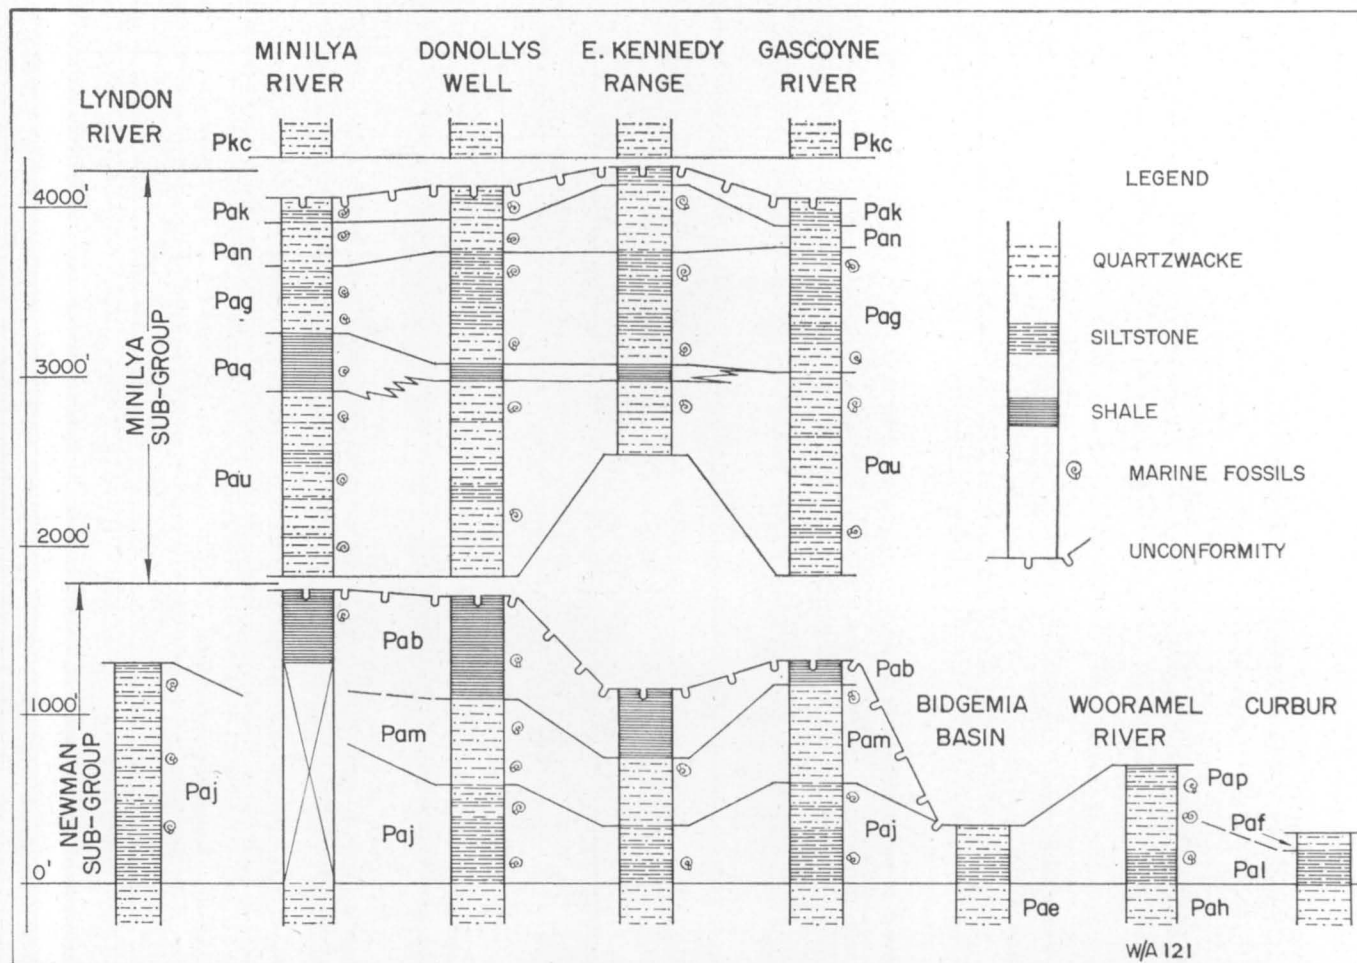 MINILYA
RIVER
DONOLLYS
WELL
E. KENNEDY
RANGE
GASCOYNE
RIVER
LYNDON
RIVER
Pkc
Pkc
LEGEND
4000'
Pak
Pak
Pan
Pan
QUARTZWACKE
Pag
Pag
SILTSTONE
3000'
Paq
MINILYA
SUB-GROUP
SHALE
Pau
Pau
MARINE FOSSILS
2000'
UNCONFORMITY
Pab
Pab
1000'
BIDGEMIA
BASIN
WOORAMEL
RIVER
CURBUR
Pam
Pam
NEWMAN
SUB-GROUP
Paj
Paj
Paj
Pap
Paf
Pal
0'
Pae
Pah
W/A 121